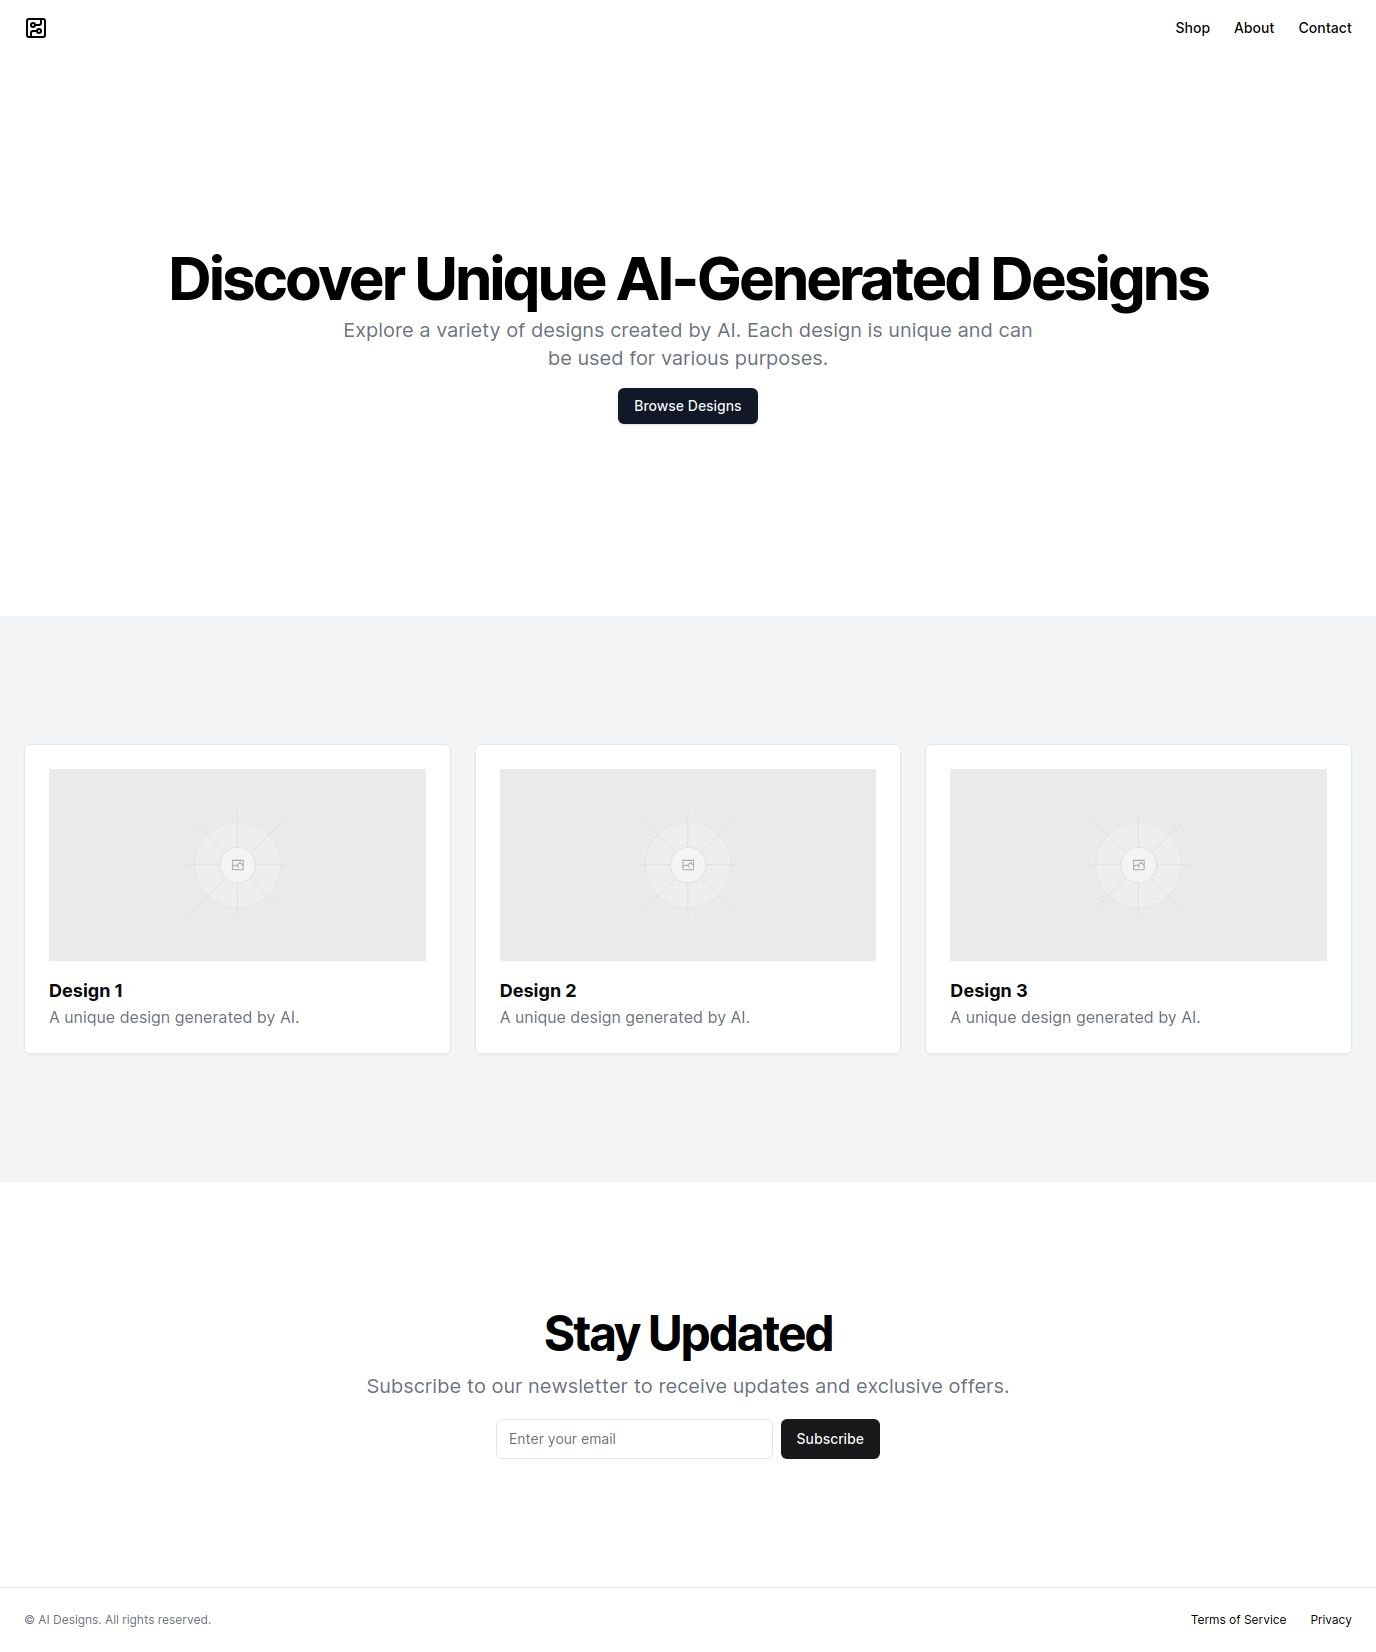 Shop About Contact
Discover Unique AI-Generated Designs
Explore a variety of designs created by AI. Each design is unique and can
be used for various purposes.
Browse Designs
Design 1
A unique design generated by AI.
Design 2
A unique design generated by AI.
Design 3
A unique design generated by AI.
Stay Updated
Subscribe to our newsletter to receive updates and exclusive offers.
Enter your email Subscribe
© AI Designs. All rights reserved. Terms of Service Privacy